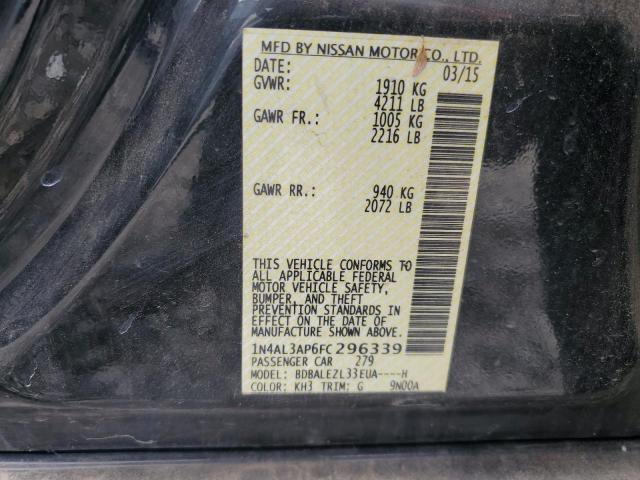 MFD BY NISSAN MOTOR CO., LTD.
DATE: 03/15
GVWR: 1910 KG
4211 LB
GAWR FR.: 1005 KG
2216 LB
GAWR RR.: 940 KG
2072 LB
THIS VEHICLE CONFORMS TO
ALL APPLICABLE FEDERAL
MOTOR VEHICLE SAFETY,
BUMPER, AND THEFT
PREVENTION STANDARDS
IN EFFECT ON THE DATE OF
MANUFACTURE SHOWN ABOVE.
1N4AL3AP6FC296339
PASSENGER CAR 279
MODEL: BDBALEZL33EUA----H
COLOR: KH3 TRIM: G 9N00A